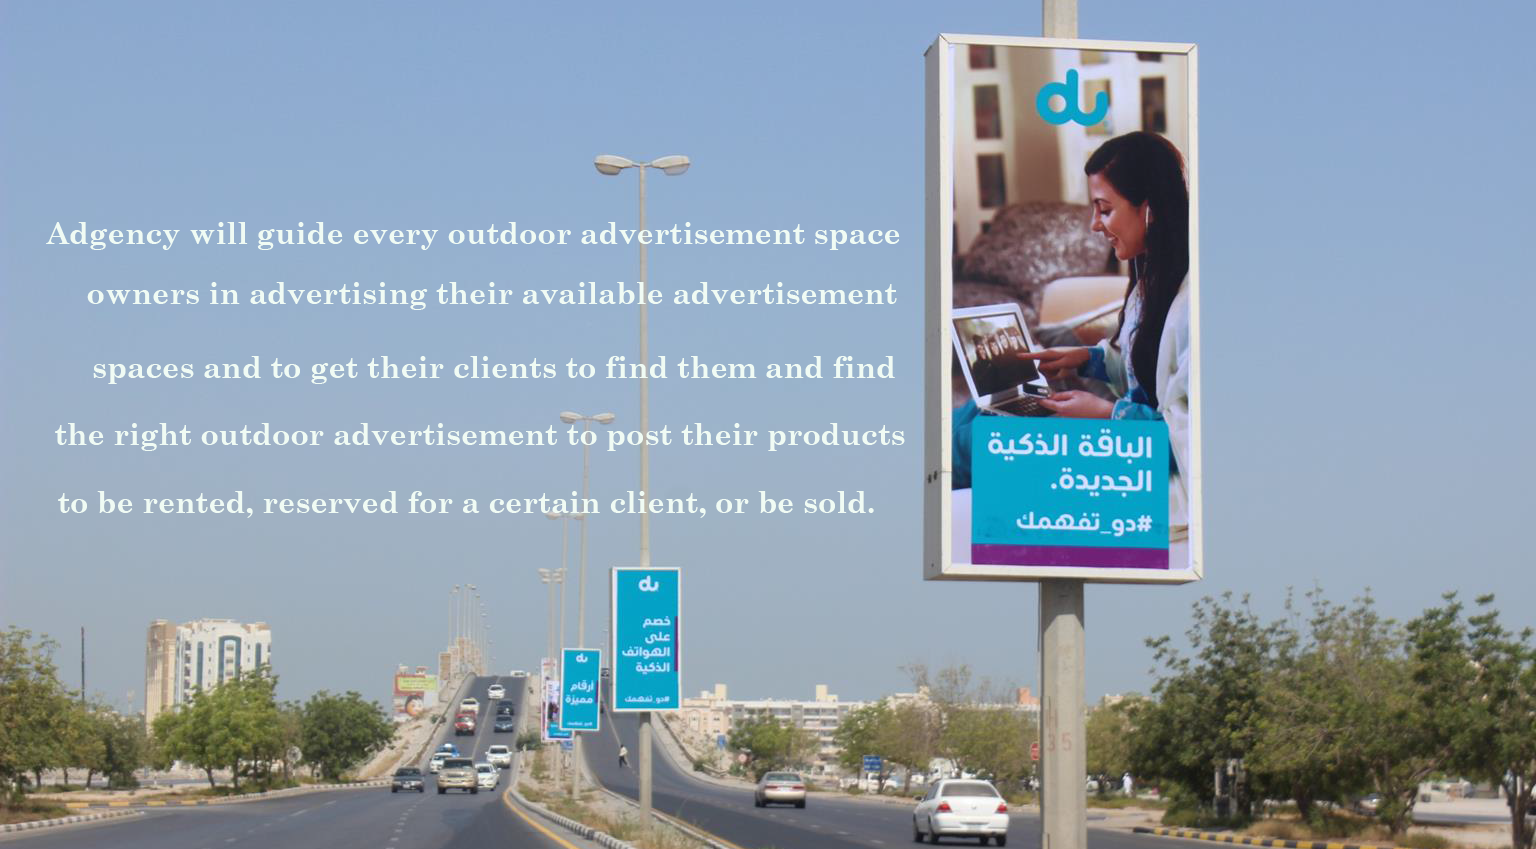 Adgency will guide every outdoor advertisement space
owners in advertising their available advertisement
spaces and to get their clients to find them and find
the right outdoor advertisement to post their products
to be rented, reserved for a certain client, or be sold.
du
الباقة الذكية
الجديدة.
#دو_تفهمك
du
خصم
على
الهواتف
الذكية
#دو_تفهمك
du
أرقام
مميزة
#دو_تفهمك
35